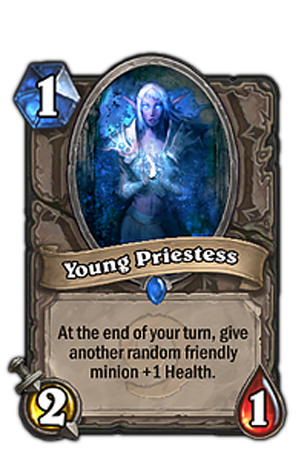 1
Young Priestess
At the end of your turn, give
another random friendly
minion +1 Health.
2
1